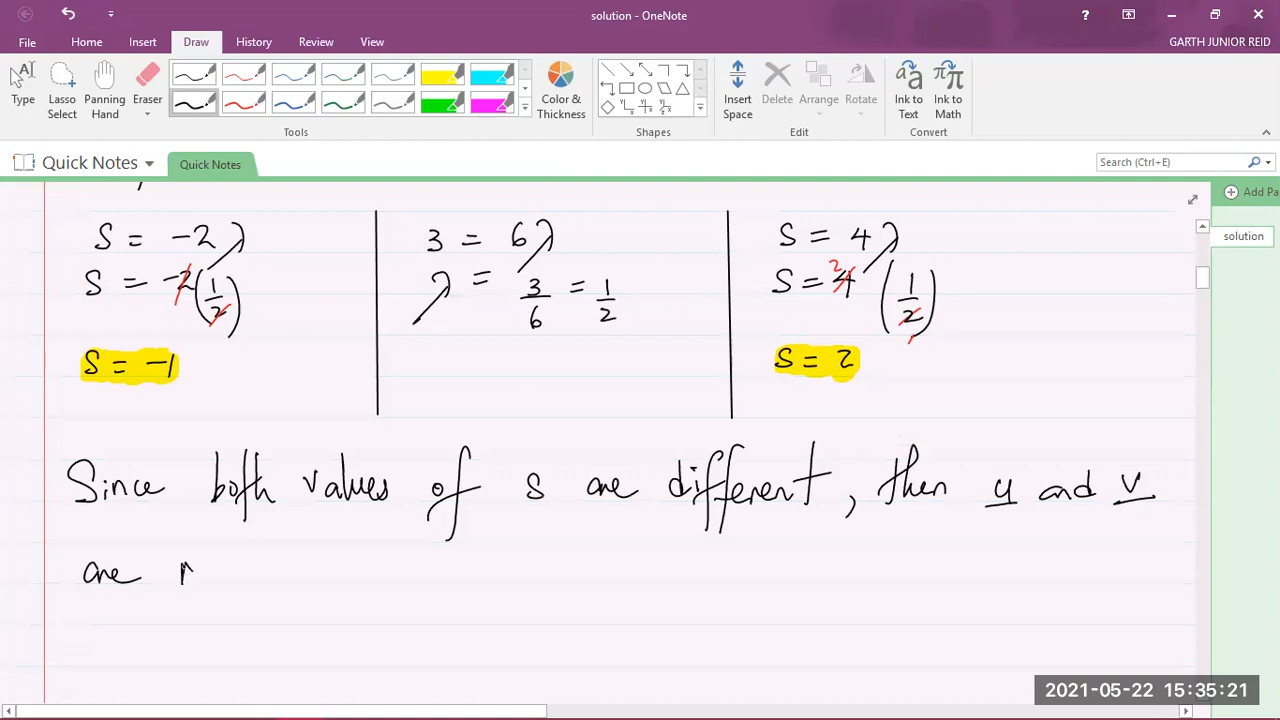 solution - OneNote
File Home Insert Draw History Review View
GARTH JUNIOR REID
Type
Lasso Select
Panning Hand
Eraser
Color & Thickness
Insert Space
Delete
Arrange
Rotate
Ink to Text
Ink to Math
Tools
Shapes
Edit
Convert
Quick Notes
Quick Notes
Search (Ctrl+E)
Add Pa
solution
S = -2λ
S = -2(1/2)
S = -1
3 = 6λ
λ = 3/6 = 1/2
S = 4λ
S = 4 2 (1/2)
S = 2
Since both values of s are different, then u and v
are n
2021-05-22 15:35:21